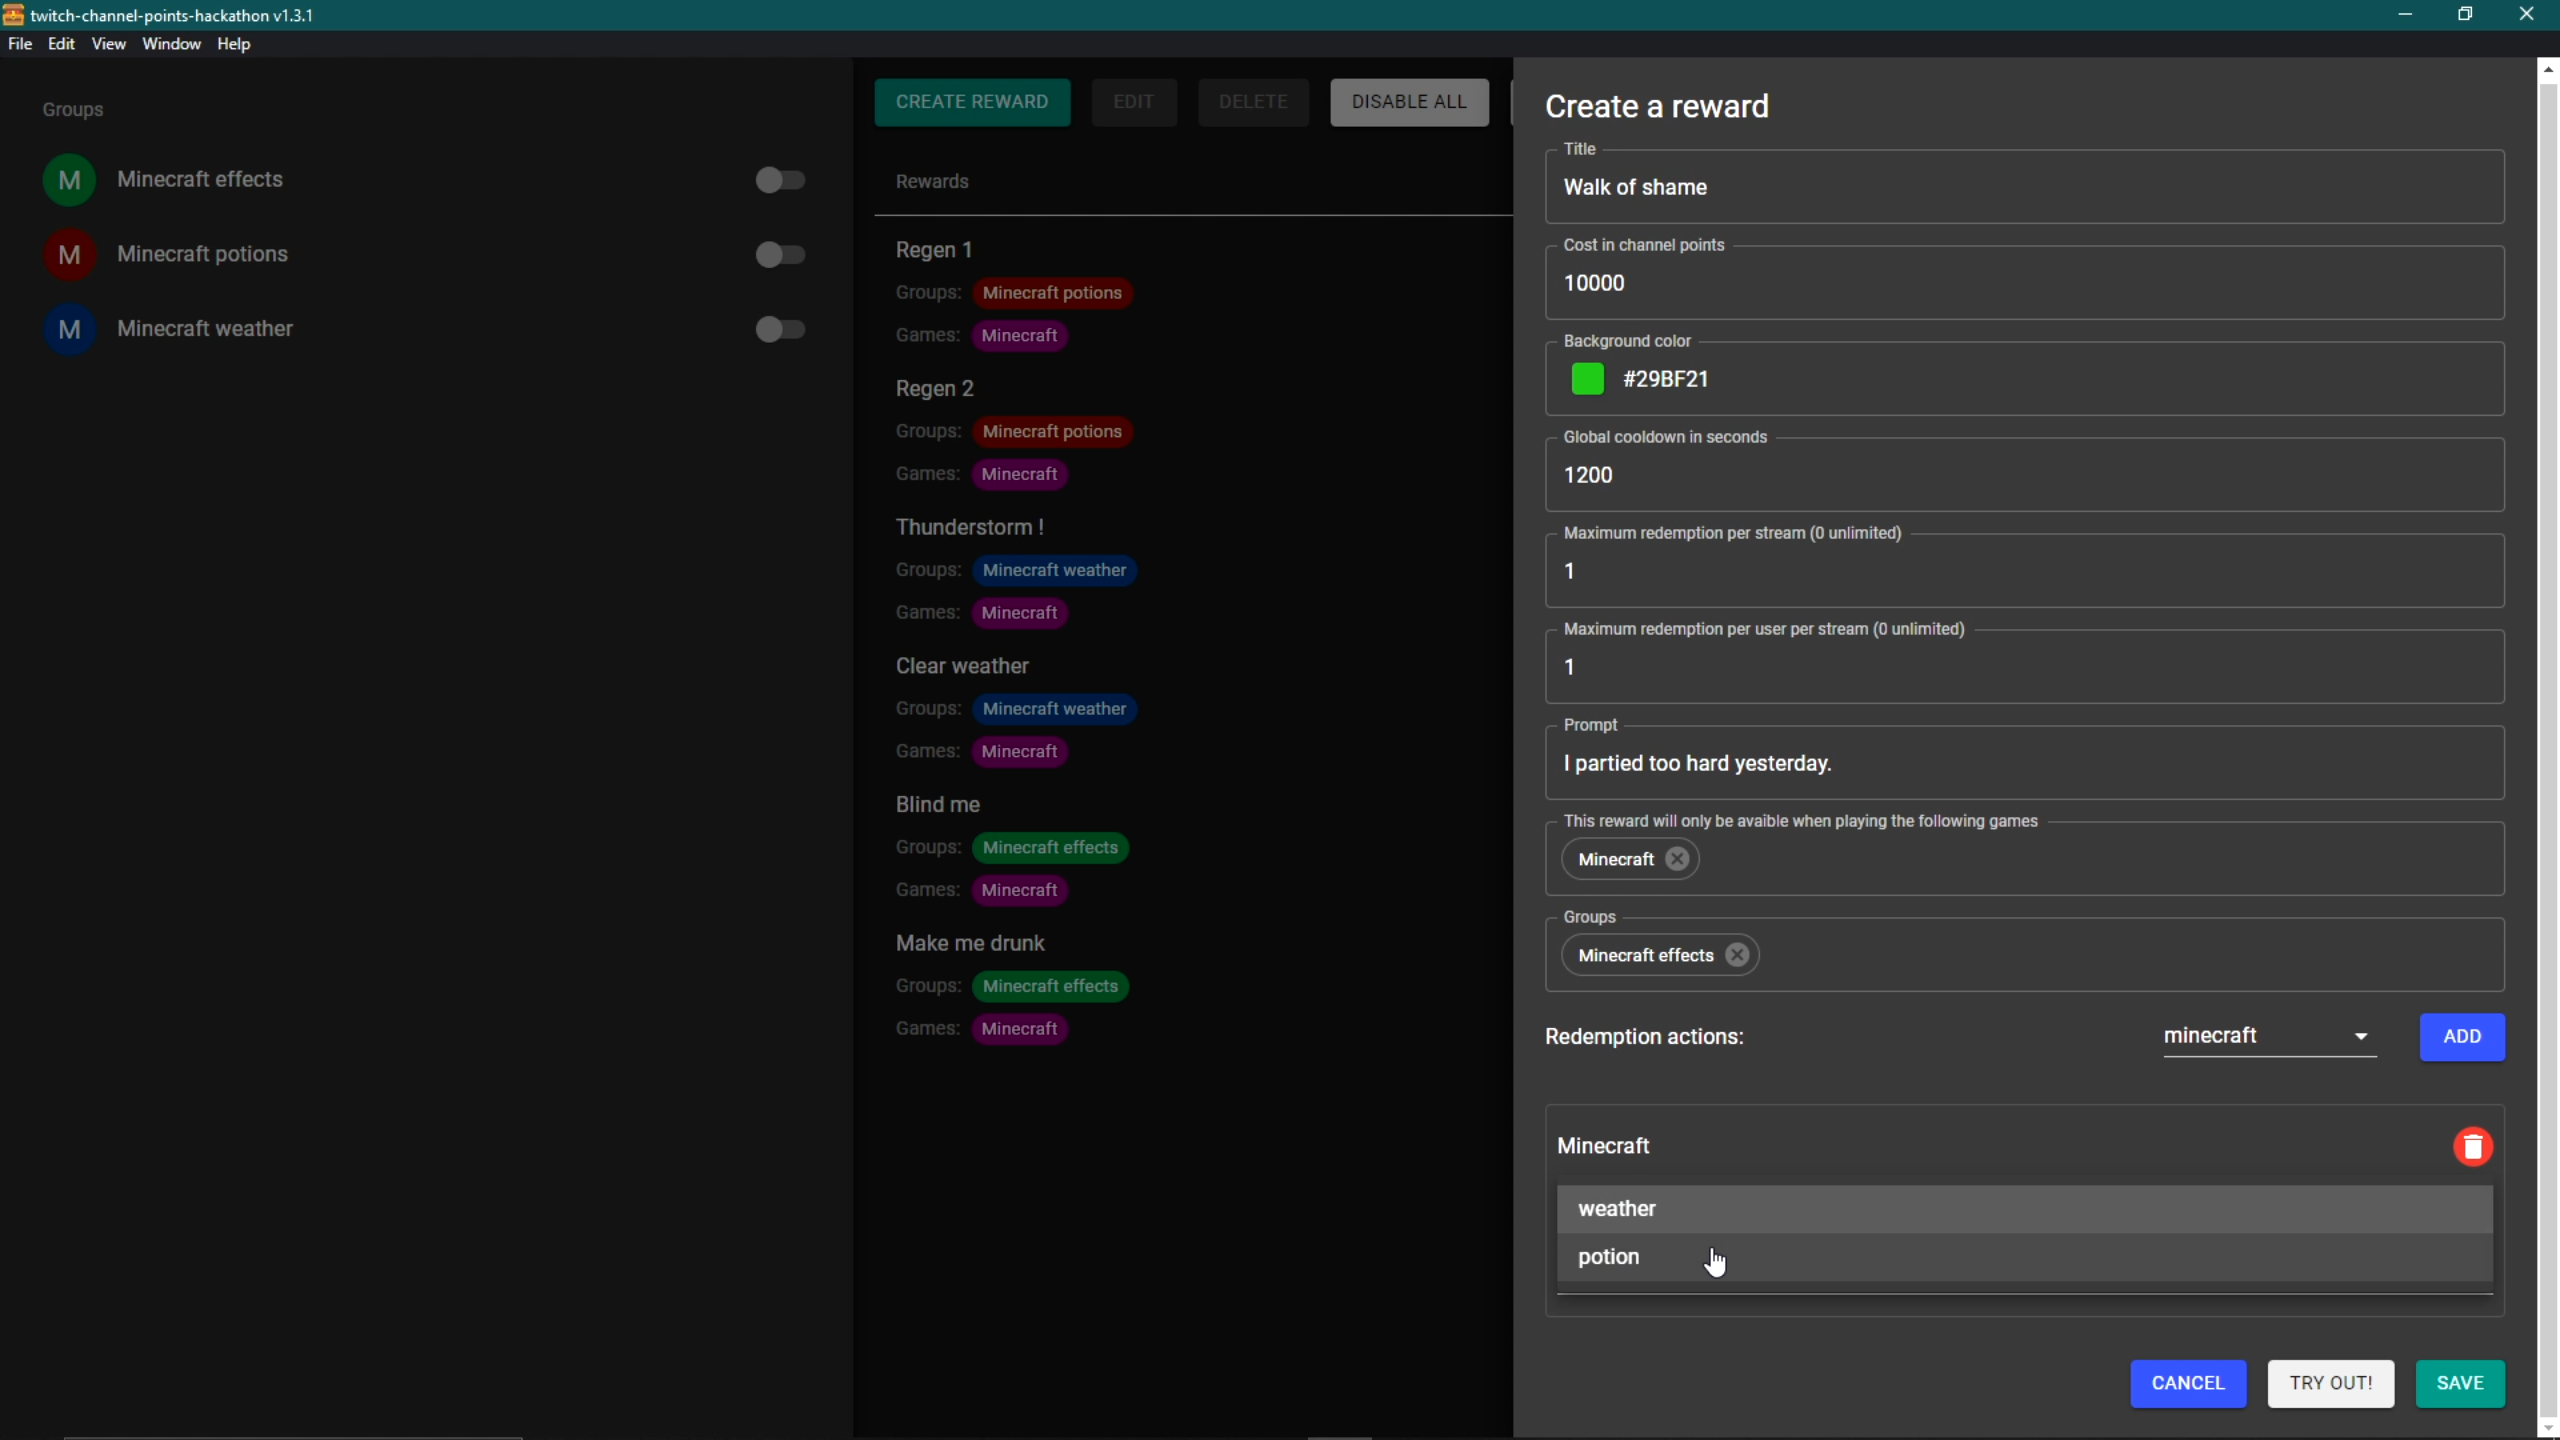 twitch-channel-points-hackathon v1.3.1
File Edit View Window Help
Groups
M Minecraft effects
M Minecraft potions
M Minecraft weather
CREATE REWARD EDIT DELETE DISABLE ALL
Rewards
Regen 1
Groups: Minecraft potions
Games: Minecraft
Regen 2
Groups: Minecraft potions
Games: Minecraft
Thunderstorm !
Groups: Minecraft weather
Games: Minecraft
Clear weather
Groups: Minecraft weather
Games: Minecraft
Blind me
Groups: Minecraft effects
Games: Minecraft
Make me drunk
Groups: Minecraft effects
Games: Minecraft
Create a reward
Title
Walk of shame
Cost in channel points
10000
Background color
#29BF21
Global cooldown in seconds
1200
Maximum redemption per stream (0 unlimited)
1
Maximum redemption per user per stream (0 unlimited)
1
Prompt
I partied too hard yesterday.
This reward will only be avaible when playing the following games
Minecraft
Groups
Minecraft effects
Redemption actions: minecraft ADD
Minecraft
weather
potion
CANCEL TRY OUT! SAVE